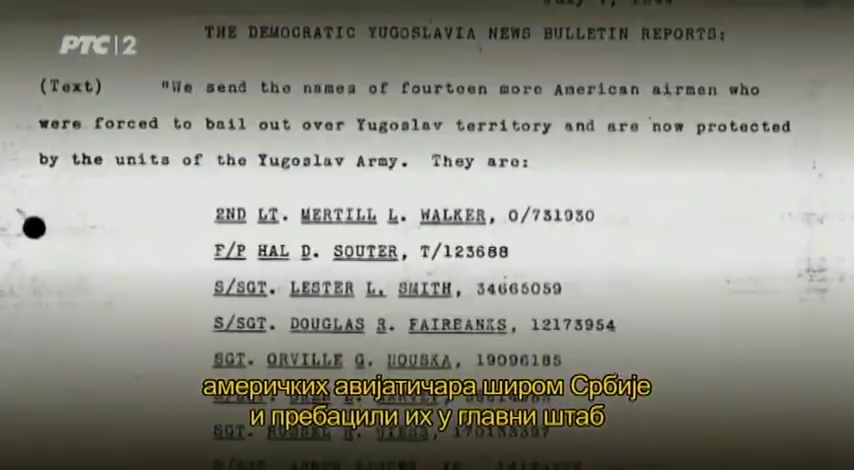 РТС|2
THE DEMOCRATIC YUGOSLAVIA NEWS BULLETIN REPORTS:
(Text) "We send the names of fourteen more American airmen who
were forced to bail out over Yugoslav territory and are now protected
by the units of the Yugoslav Army. They are:
2ND LT. MERTILL L. WALKER, O/731930
F/P HAL D. SOUTER, T/123688
S/SGT. LESTER L. SMITH, 34665059
S/SGT. DOUGLAS R. FAIRBANKS, 12173954
SGT. ORVILLE G. HOUSKA, 19096185
америчких авијатичара широм Србије
и пребацили их у главни штаб
SGT.